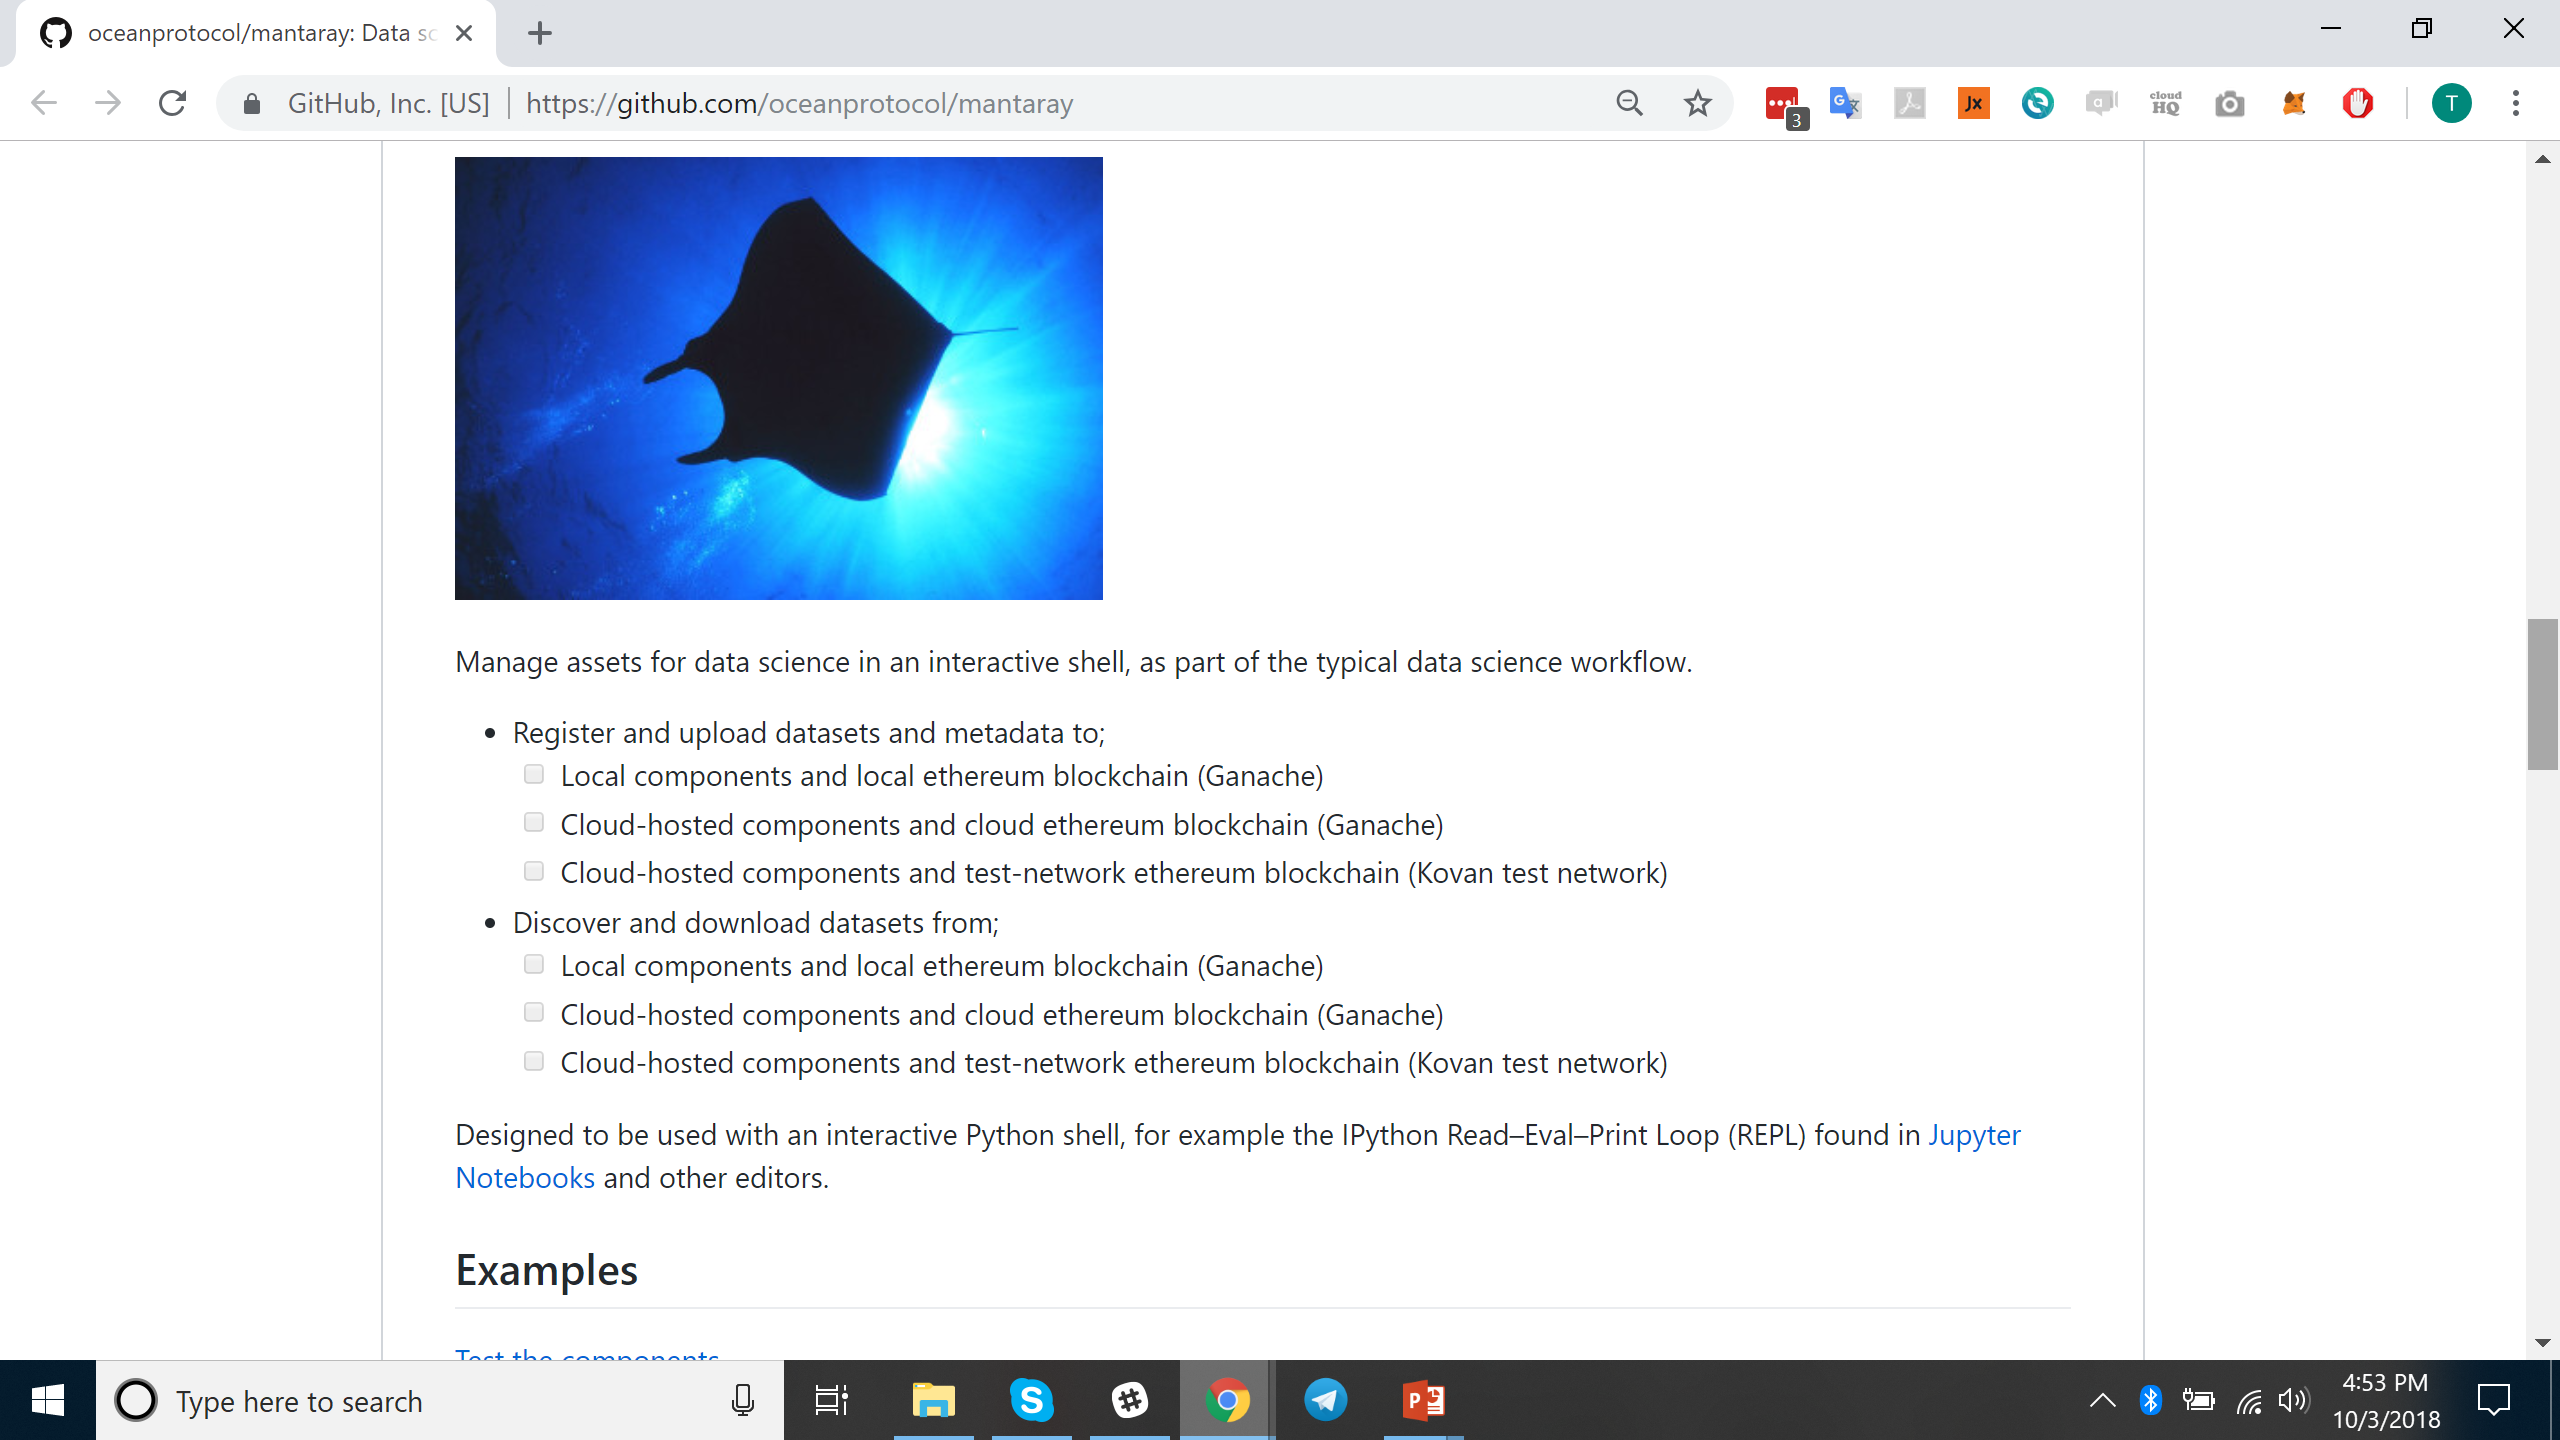 oceanprotocol/mantaray: Data sc
GitHub, Inc. [US] | https://github.com/oceanprotocol/mantaray
3
Jx
a
cloud HQ
T
Manage assets for data science in an interactive shell, as part of the typical data science workflow.
Register and upload datasets and metadata to;
Local components and local ethereum blockchain (Ganache)
Cloud-hosted components and cloud ethereum blockchain (Ganache)
Cloud-hosted components and test-network ethereum blockchain (Kovan test network)
Discover and download datasets from;
Local components and local ethereum blockchain (Ganache)
Cloud-hosted components and cloud ethereum blockchain (Ganache)
Cloud-hosted components and test-network ethereum blockchain (Kovan test network)
Designed to be used with an interactive Python shell, for example the IPython Read–Eval–Print Loop (REPL) found in Jupyter
Notebooks and other editors.
Examples
Test the components
Type here to search
4:53 PM
10/3/2018